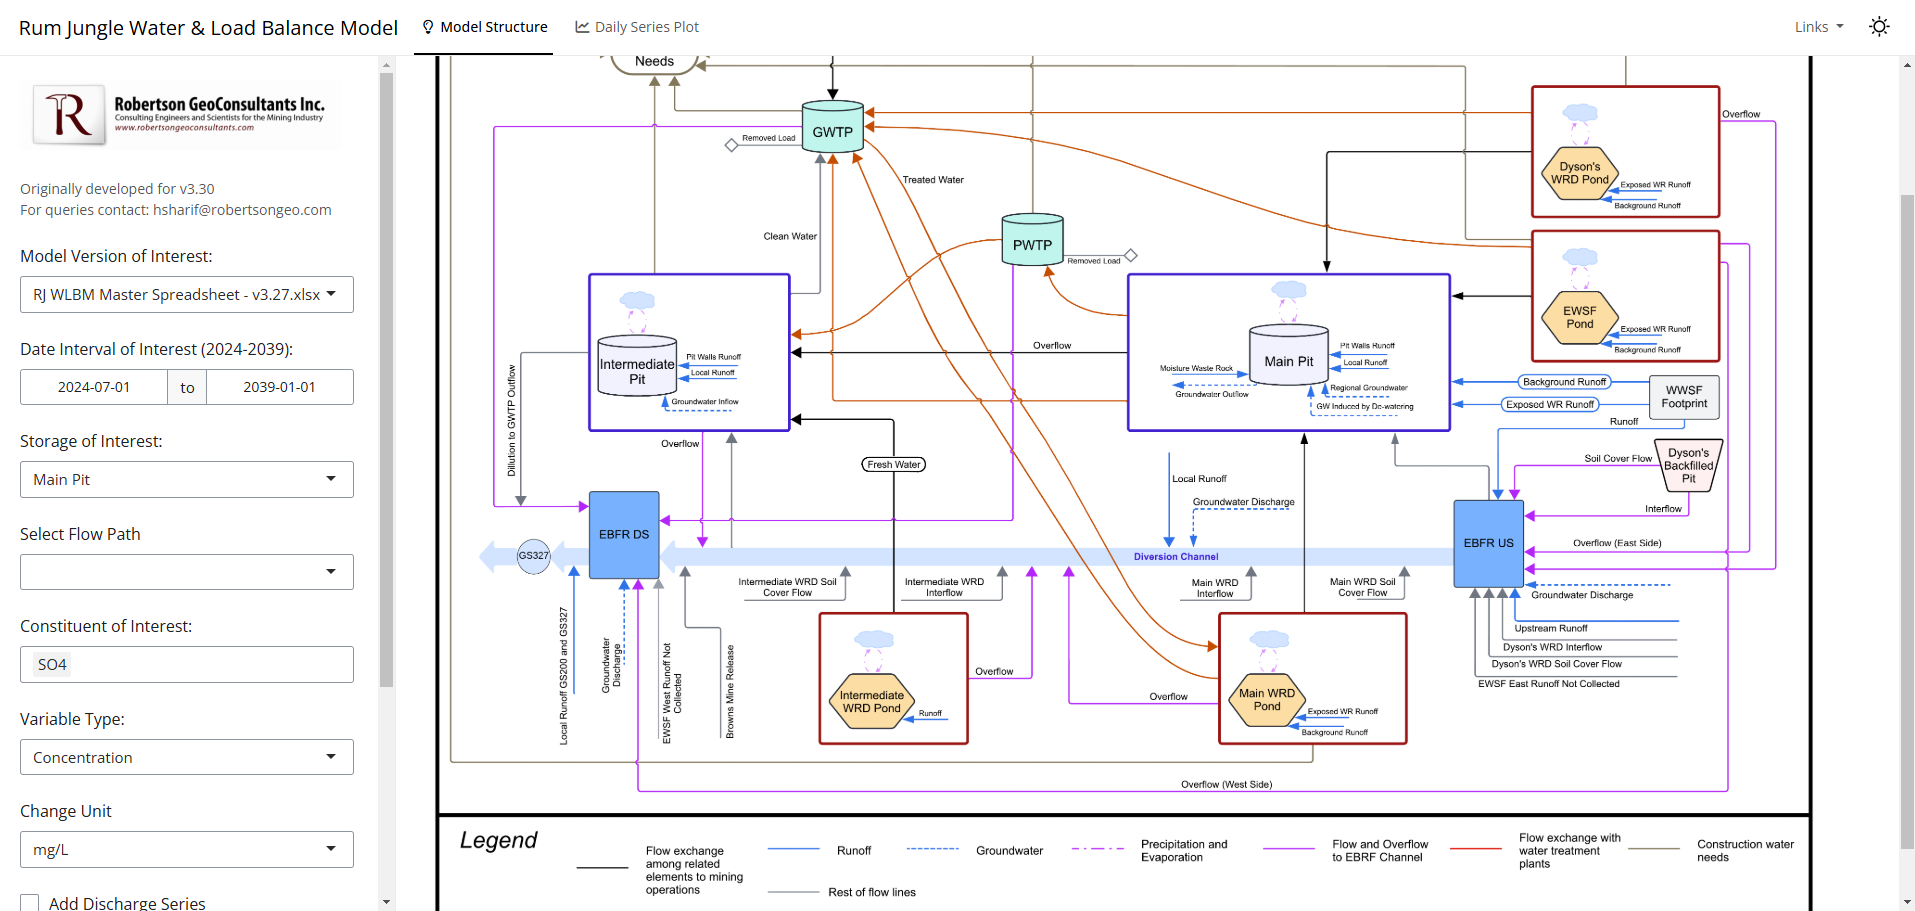 Rum Jungle Water & Load Balance Model
Model Structure
Daily Series Plot
Links
R
Robertson GeoConsultants Inc.
Consulting Engineers and Scientists for the Mining Industry
www.robertsongeoconsultants.com
Originally developed for v3.30
For queries contact: hsharif@robertsongeo.com
Model Version of Interest:
RJ WLBM Master Spreadsheet - v3.27.xlsx
Date Interval of Interest (2024-2039):
2024-07-01
to
2039-01-01
Storage of Interest:
Main Pit
Select Flow Path
Constituent of Interest:
SO4
Variable Type:
Concentration
Change Unit
mg/L
Add Discharge Series
Needs
GWTP
Removed Load
Treated Water
Clean Water
PWTP
Removed Load
Overflow
Dyson's
WRD Pond
Exposed WR Runoff
Background Runoff
EWSF
Pond
Exposed WR Runoff
Background Runoff
Intermediate
Pit
Pit Walls Runoff
Local Runoff
Groundwater Inflow
Overflow
Main Pit
Pit Walls Runoff
Local Runoff
Moisture Waste Rock
Groundwater Outflow
Regional Groundwater
GW Induced by De-watering
Background Runoff
Exposed WR Runoff
WWSF
Footprint
Runoff
Dilution to GWTP Outflow
Overflow
Fresh Water
Local Runoff
Groundwater Discharge
Soil Cover Flow
Dyson's
Backfilled
Pit
Interflow
GS327
EBFR DS
Diversion Channel
EBFR US
Overflow (East Side)
Groundwater Discharge
Upstream Runoff
Dyson's WRD Interflow
Dyson's WRD Soil Cover Flow
EWSF East Runoff Not Collected
Intermediate WRD Soil
Cover Flow
Intermediate WRD
Interflow
Main WRD
Interflow
Main WRD Soil
Cover Flow
Local Runoff GS200 and GS327
Groundwater
Discharge
EWSF West Runoff Not
Collected
Browns Mine Release
Intermediate
WRD Pond
Runoff
Overflow
Overflow
Main WRD
Pond
Exposed WR Runoff
Background Runoff
Overflow (West Side)
Legend
Flow exchange
among related
elements to mining
operations
Runoff
Rest of flow lines
Groundwater
Precipitation and
Evaporation
Flow and Overflow
to EBRF Channel
Flow exchange with
water treatment
plants
Construction water
needs